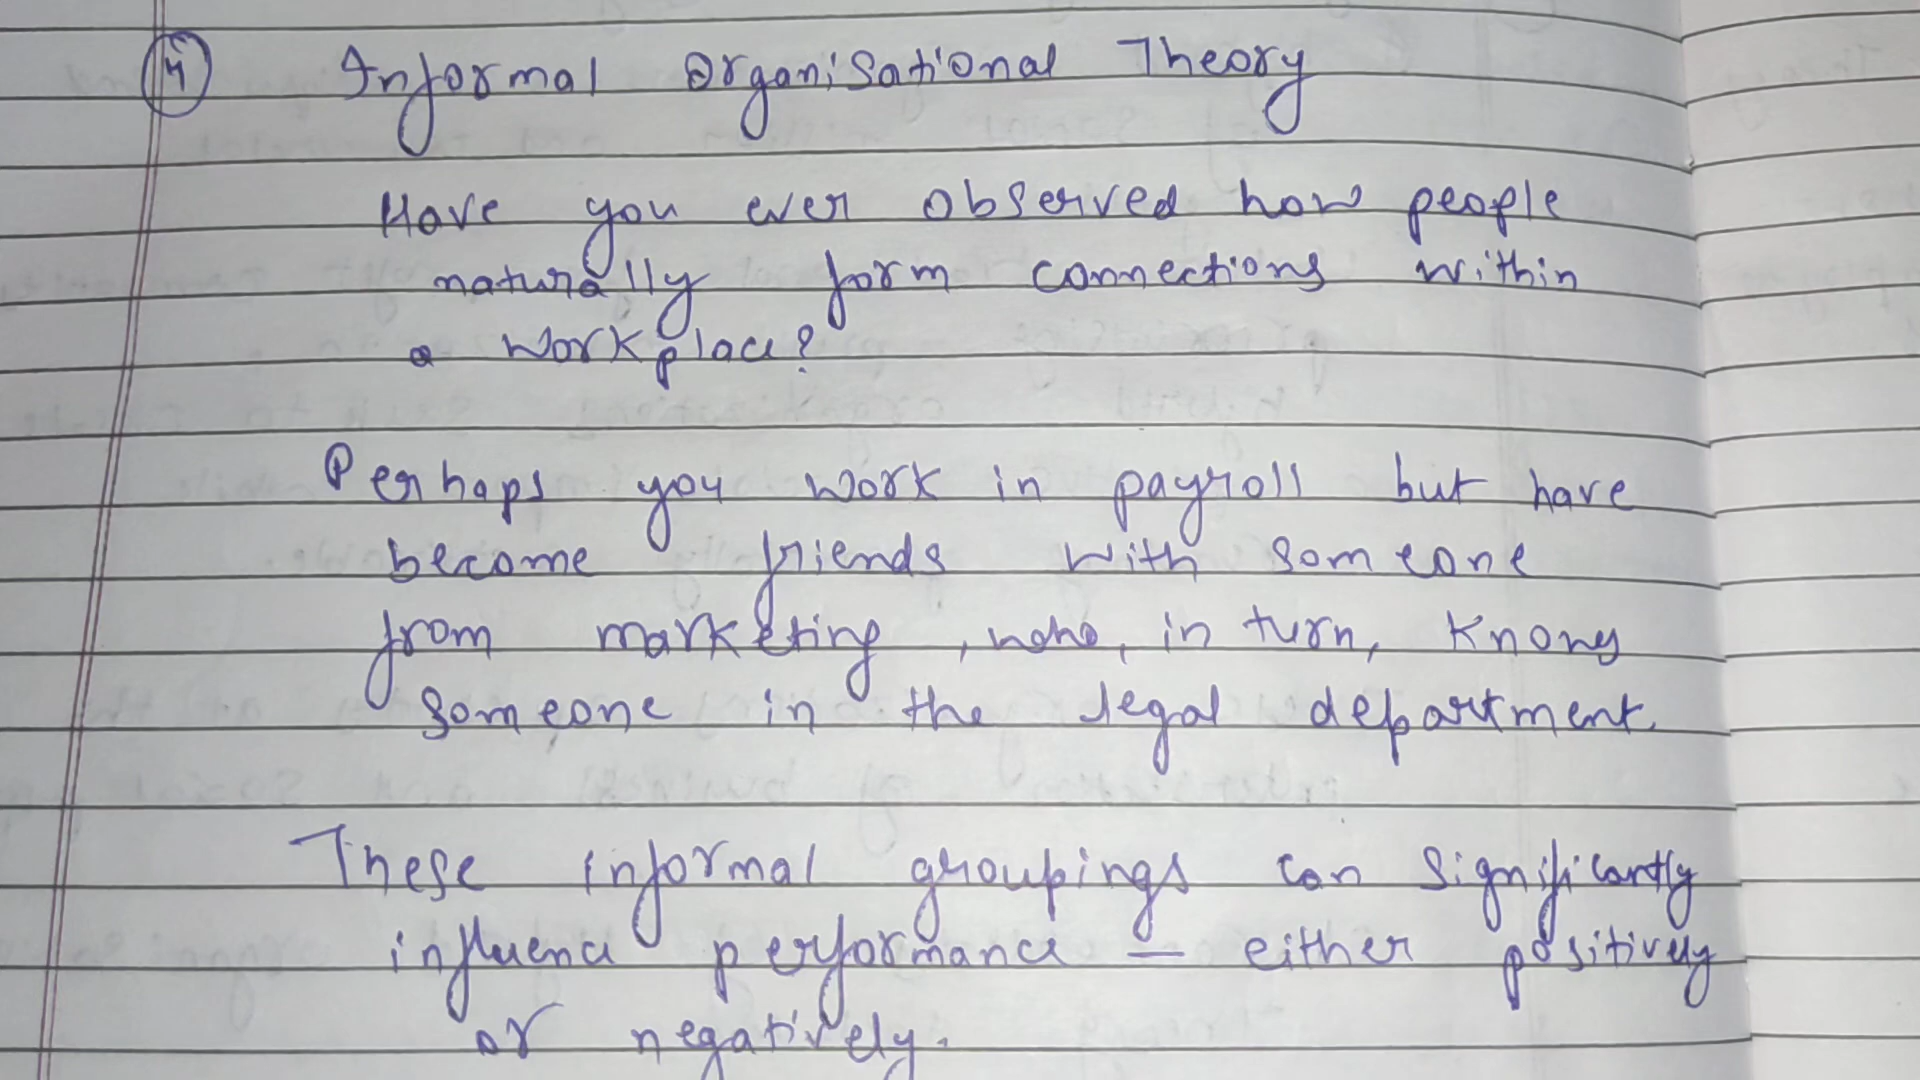 4 Informal Organisational Theory
Have you ever observed how people
naturally form connections within
a workplace?
Perhaps you work in payroll but have
become friends with someone
from marketing, who, in turn, knows
someone in the legal department.
These informal groupings can significantly
influence performance – either positively
or negatively.